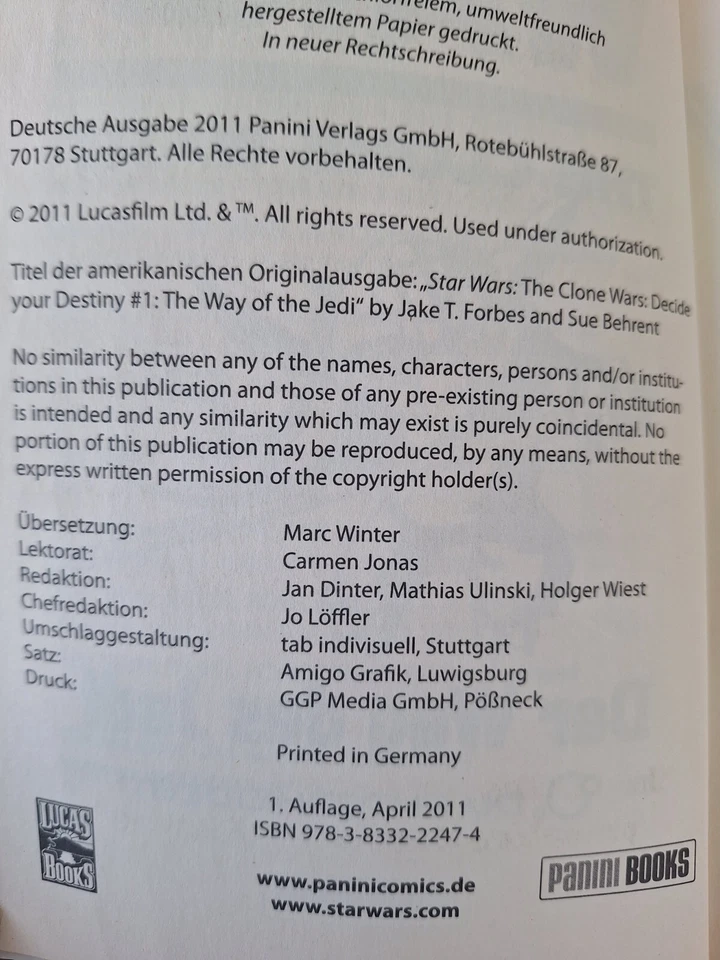 umweltfreundlich
hergestelltem Papier gedruckt.
In neuer Rechtschreibung.
Deutsche Ausgabe 2011 Panini Verlags GmbH, Rotebühlstraße 87,
70178 Stuttgart. Alle Rechte vorbehalten.
© 2011 Lucasfilm Ltd. & ™. All rights reserved. Used under authorization.
Titel der amerikanischen Originalausgabe: „Star Wars: The Clone Wars: Decide
your Destiny #1: The Way of the Jedi“ by Jake T. Forbes and Sue Behrent
No similarity between any of the names, characters, persons and/or institu-
tions in this publication and those of any pre-existing person or institution
is intended and any similarity which may exist is purely coincidental. No
portion of this publication may be reproduced, by any means, without the
express written permission of the copyright holder(s).
Übersetzung: Marc Winter
Lektorat: Carmen Jonas
Redaktion: Jan Dinter, Mathias Ulinski, Holger Wiest
Chefredaktion: Jo Löffler
Umschlaggestaltung: tab indivisuell, Stuttgart
Satz: Amigo Grafik, Luwigsburg
Druck: GGP Media GmbH, Pößneck
Printed in Germany
1. Auflage, April 2011
ISBN 978-3-8332-2247-4
LUCAS
BOOKS
PANINI BOOKS
www.paninicomics.de
www.starwars.com